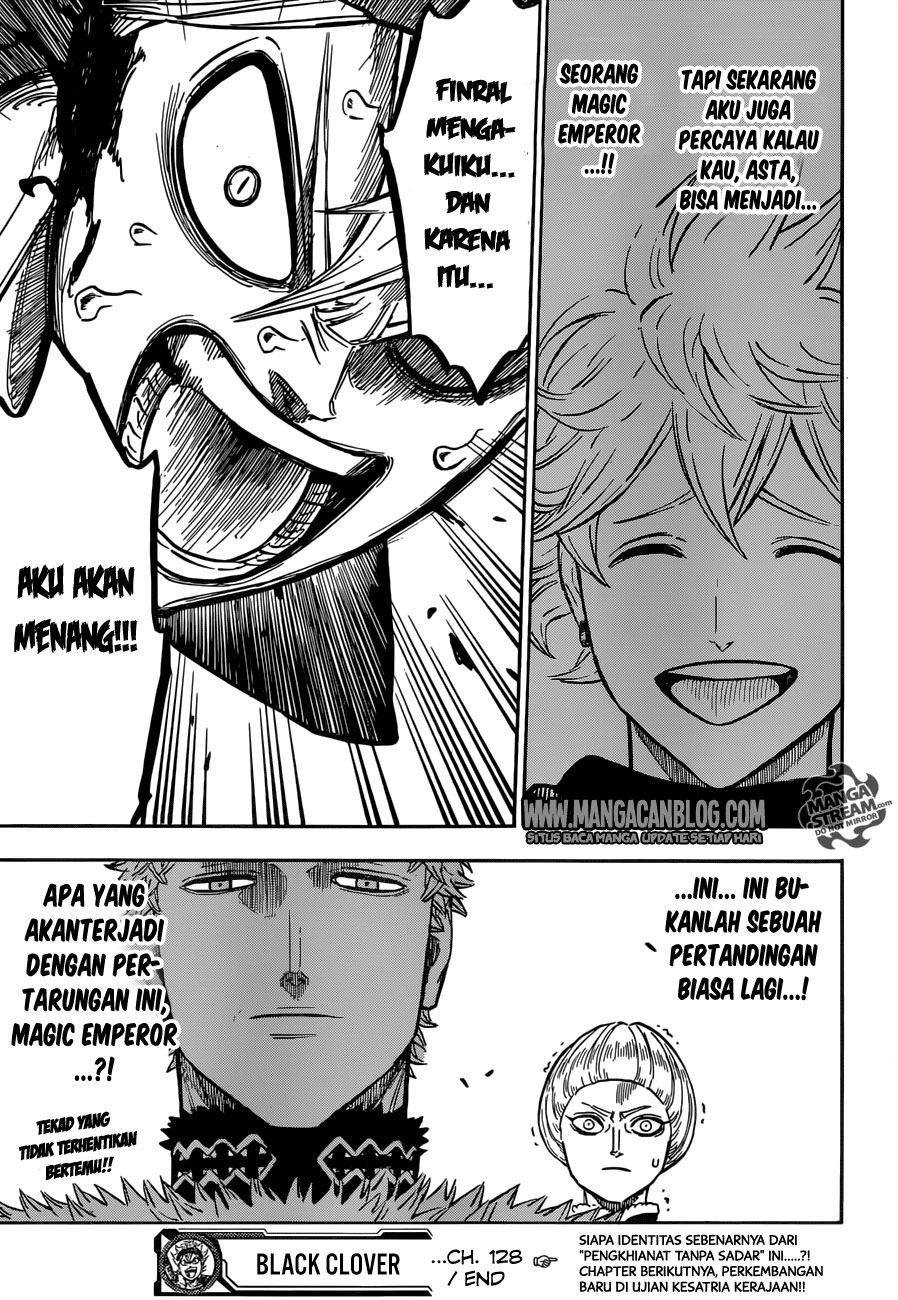 TAPI SEKARANG
AKU JUGA
PERCAYA KALAU
KAU, ASTA,
BISA MENJADI...
SEORANG
MAGIC
EMPEROR
...!!
FINRAL
MENGA-
KUIKU...
DAN
KARENA
ITU...
AKU AKAN
MENANG!!!
WWW.MANGACANBLOG.COM
SITUS BACA MANGA UPDATE SETIAP HARI
MANGA
STREAM.com
DO NOT MIRROR
...INI... INI BU-
KANLAH SEBUAH
PERTANDINGAN
BIASA LAGI...!
APA YANG
AKANTERJADI
DENGAN PER-
TARUNGAN INI,
MAGIC EMPEROR
...?!
TEKAD YANG
TIDAK TERHENTIKAN
BERTEMU!!
BLACK CLOVER
...CH. 128
/ END
SIAPA IDENTITAS SEBENARNYA DARI
"PENGKHIANAT TANPA SADAR" INI.....?!
CHAPTER BERIKUTNYA, PERKEMBANGAN
BARU DI UJIAN KESATRIA KERAJAAN!!